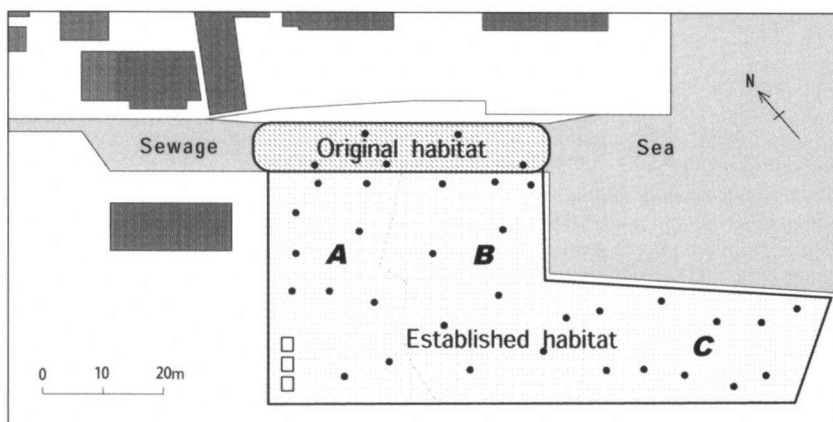 N
Sewage
Original habitat
Sea
A
B
Established habitat
C
0 10 20m